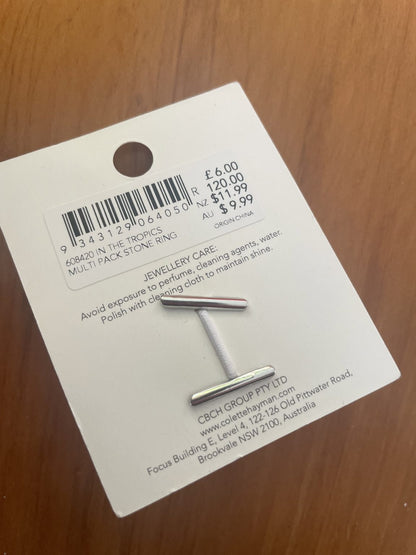 £ 6.00
R 120.00
NZ $11.99
AU $ 9.99
ORIGIN CHINA
9 343129 064050
608420 IN THE TROPICS
MULTI PACK STONE RING
JEWELLERY CARE:
Avoid exposure to perfume, cleaning agents, water.
Polish with cleaning cloth to maintain shine.
CBCH GROUP PTY LTD
www.colettehayman.com
Focus Building E, Level 4, 122-126 Old Pittwater Road,
Brookvale NSW 2100, Australia